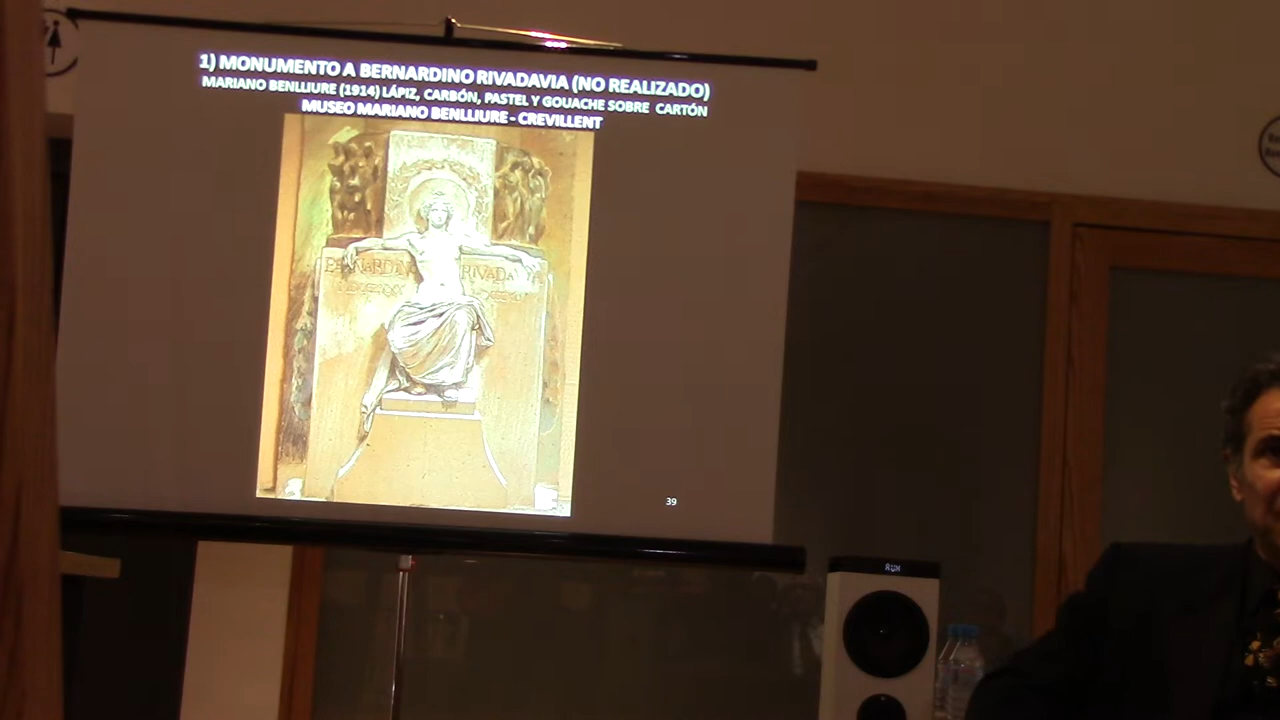 1) MONUMENTO A BERNARDINO RIVADAVIA (NO REALIZADO)
MARIANO BENLLIURE (1914) LÁPIZ, CARBÓN, PASTEL Y GOUACHE SOBRE CARTÓN
MUSEO MARIANO BENLLIURE - CREVILLENT
BERNARDINO RIVADAVIA
39
AUX